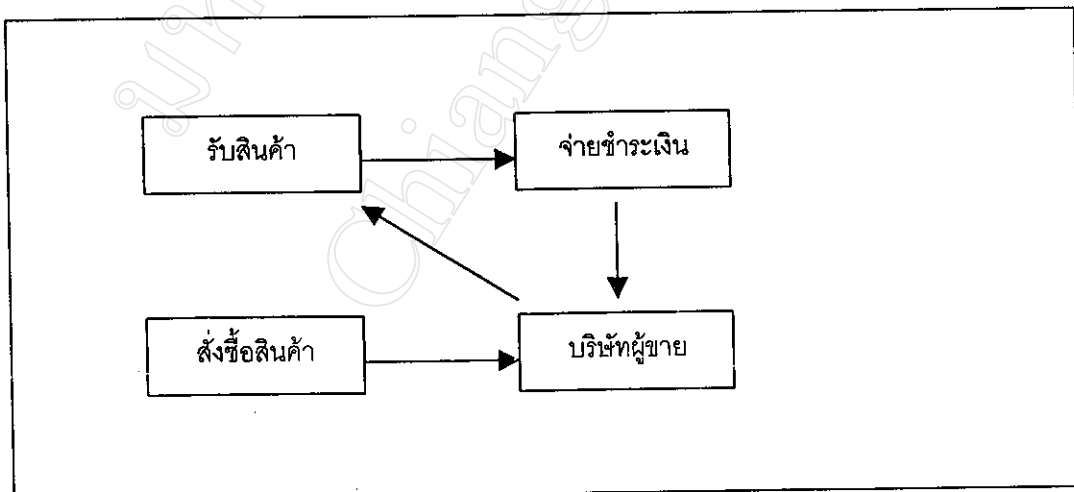 รับสินค้า
จ่ายชำระเงิน
สั่งซื้อสินค้า
บริษัทผู้ขาย
Chiang